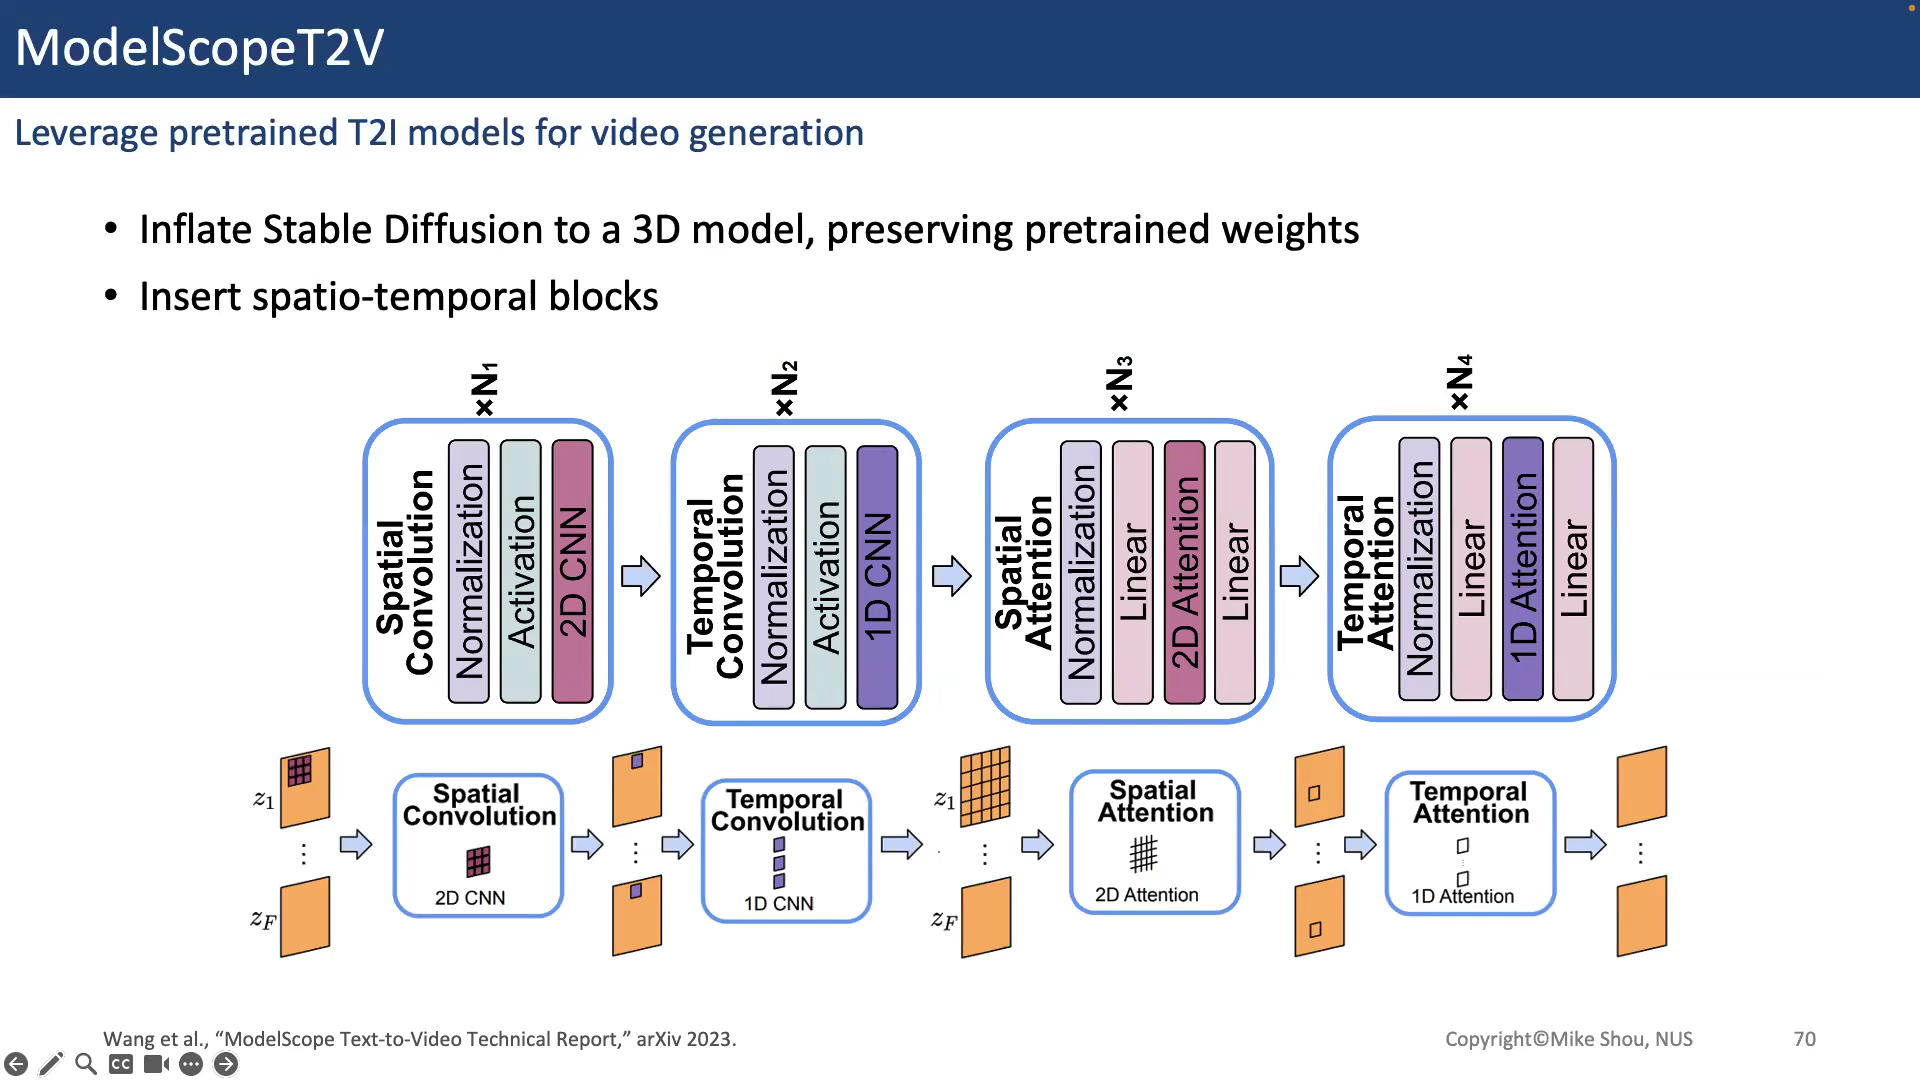 ModelScopeT2V
Leverage pretrained T2I models for video generation
• Inflate Stable Diffusion to a 3D model, preserving pretrained weights
• Insert spatio-temporal blocks
×N1
×N2
×N3
×N4
Spatial
Convolution
Normalization
Activation
2D CNN
Temporal
Convolution
Normalization
Activation
1D CNN
Spatial
Attention
Normalization
Linear
2D Attention
Linear
Temporal
Attention
Normalization
Linear
1D Attention
Linear
z1
⋮
zF
Spatial
Convolution
2D CNN
⋮
Temporal
Convolution
1D CNN
z1
⋮
zF
Spatial
Attention
2D Attention
⋮
Temporal
Attention
1D Attention
⋮
Wang et al., “ModelScope Text-to-Video Technical Report,” arXiv 2023.
Copyright©Mike Shou, NUS
70
CC